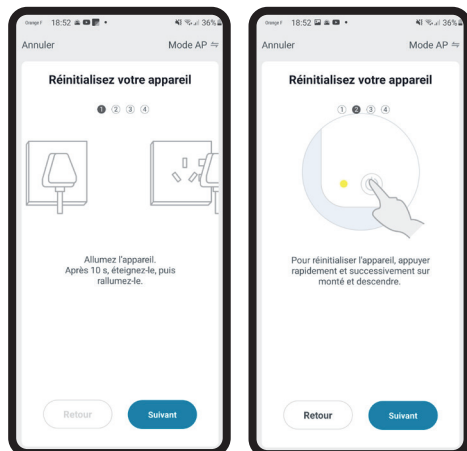 Orange F 18:52 36%
Annuler Mode AP
Réinitialisez votre appareil
1 2 3 4
Allumez l'appareil.
Après 10 s, éteignez-le, puis
rallumez-le.
Retour Suivant
Orange F 18:52 36%
Annuler Mode AP
Réinitialisez votre appareil
1 2 3 4
Pour réinitialiser l'appareil, appuyer
rapidement et successivement sur
monté et descendre.
Retour Suivant